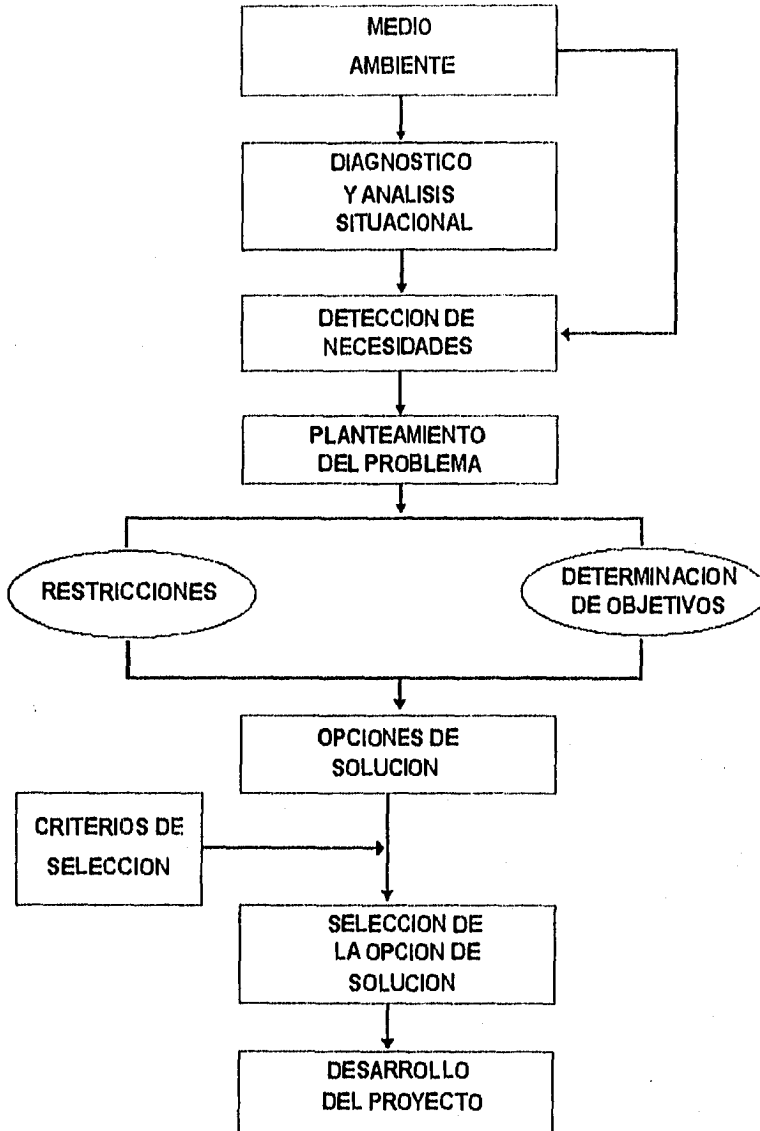 MEDIO
AMBIENTE
DIAGNOSTICO
Y ANALISIS
SITUACIONAL
DETECCION DE
NECESIDADES
PLANTEAMIENTO
DEL PROBLEMA
RESTRICCIONES
DETERMINACION
DE OBJETIVOS
OPCIONES DE
SOLUCION
CRITERIOS DE
SELECCION
SELECCION DE
LA OPCION DE
SOLUCION
DESARROLLO
DEL PROYECTO